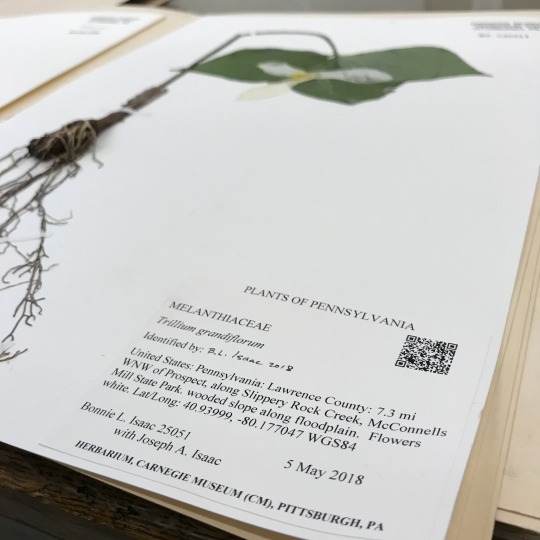 PLANTS OF PENNSYLVANIA
MELANTHIACEAE
Trillium grandiflorum
Identified by: B.L. Isaac 2018
United States: Pennsylvania: Lawrence County: 7.3 mi
WNW of Prospect, along Slippery Rock Creek, McConnells
Mill State Park, wooded slope along floodplain. Flowers
white. Lat/Long: 40.93999, -80.177047 WGS84
Bonnie L. Isaac 25051
with Joseph A. Isaac
5 May 2018
HERBARIUM, CARNEGIE MUSEUM (CM), PITTSBURGH, PA